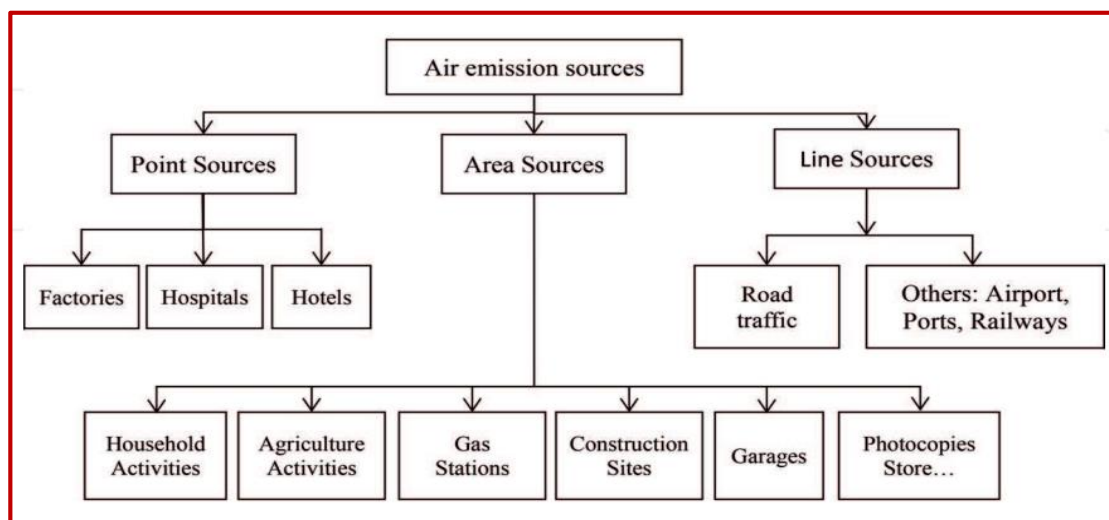 Air emission sources
Point Sources
Area Sources
Line Sources
Factories
Hospitals
Hotels
Road
traffic
Others: Airport,
Ports, Railways
Household
Activities
Agriculture
Activities
Gas
Stations
Construction
Sites
Garages
Photocopies
Store…